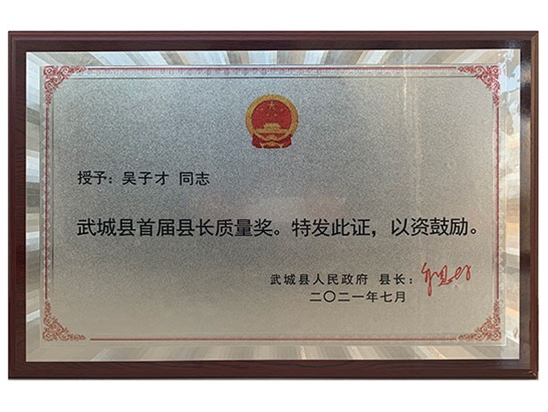 授予：吴子才 同志
武城县首届县长质量奖。特发此证，以资鼓励。
武城县人民政府 县长：
二〇二一年七月